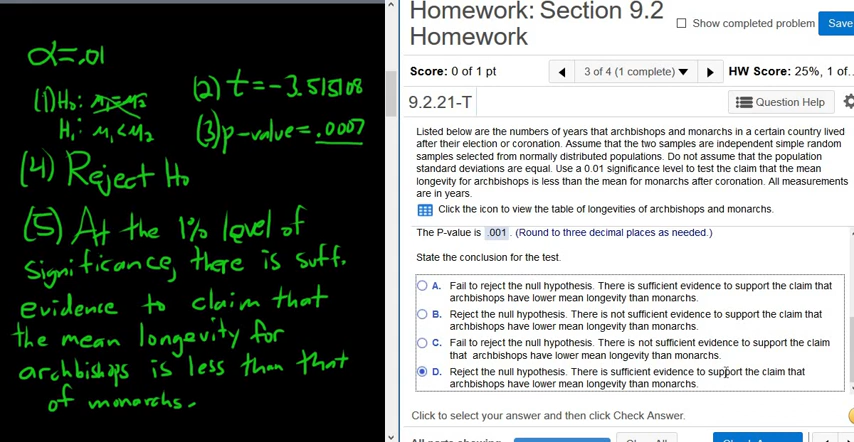 α=.01
(1) H₀: μ₁=μ₂
H₁: μ₁<μ₂
(2) t=-3.515108
(3) p-value=.0007
(4) Reject H₀
(5) At the 1% level of
significance, there is suff.
evidence to claim that
the mean longevity for
archbishops is less than that
of monarchs.
Homework: Section 9.2
Homework
Show completed problem
Save
Score: 0 of 1 pt
3 of 4 (1 complete)
HW Score: 25%, 1 of..
9.2.21-T
Question Help
Listed below are the numbers of years that archbishops and monarchs in a certain country lived
after their election or coronation. Assume that the two samples are independent simple random
samples selected from normally distributed populations. Do not assume that the population
standard deviations are equal. Use a 0.01 significance level to test the claim that the mean
longevity for archbishops is less than the mean for monarchs after coronation. All measurements
are in years.
Click the icon to view the table of longevities of archbishops and monarchs.
The P-value is .001 . (Round to three decimal places as needed.)
State the conclusion for the test.
A. Fail to reject the null hypothesis. There is sufficient evidence to support the claim that
archbishops have lower mean longevity than monarchs.
B. Reject the null hypothesis. There is not sufficient evidence to support the claim that
archbishops have lower mean longevity than monarchs.
C. Fail to reject the null hypothesis. There is not sufficient evidence to support the claim
that archbishops have lower mean longevity than monarchs.
D. Reject the null hypothesis. There is sufficient evidence to support the claim that
archbishops have lower mean longevity than monarchs.
Click to select your answer and then click Check Answer.